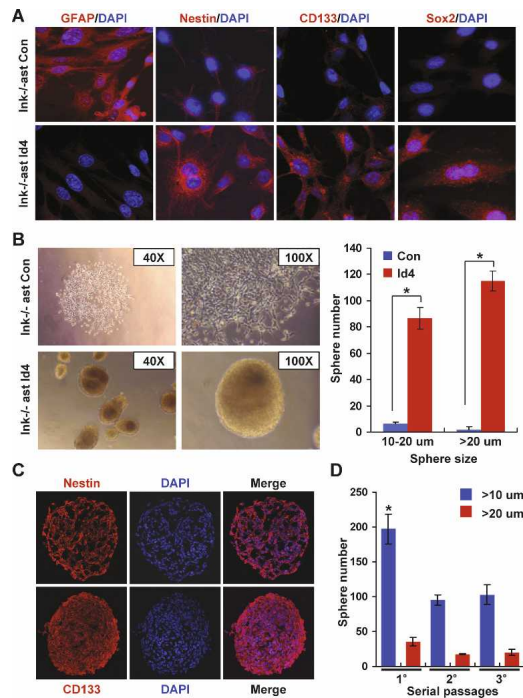 A
GFAP/DAPI Nestin/DAPI CD133/DAPI Sox2/DAPI
Ink-/-ast Con
Ink-/-ast Id4
B
Ink-/- ast Con
40X 100X
Ink-/- ast Id4
40X 100X
Sphere number
140
120
100
80
60
40
20
0
Con
Id4
* *
10-20 um >20 um
Sphere size
C
Nestin DAPI Merge
CD133 DAPI Merge
D
Sphere number
250
200
150
100
50
0
>10 um
>20 um
*
1° 2° 3°
Serial passages